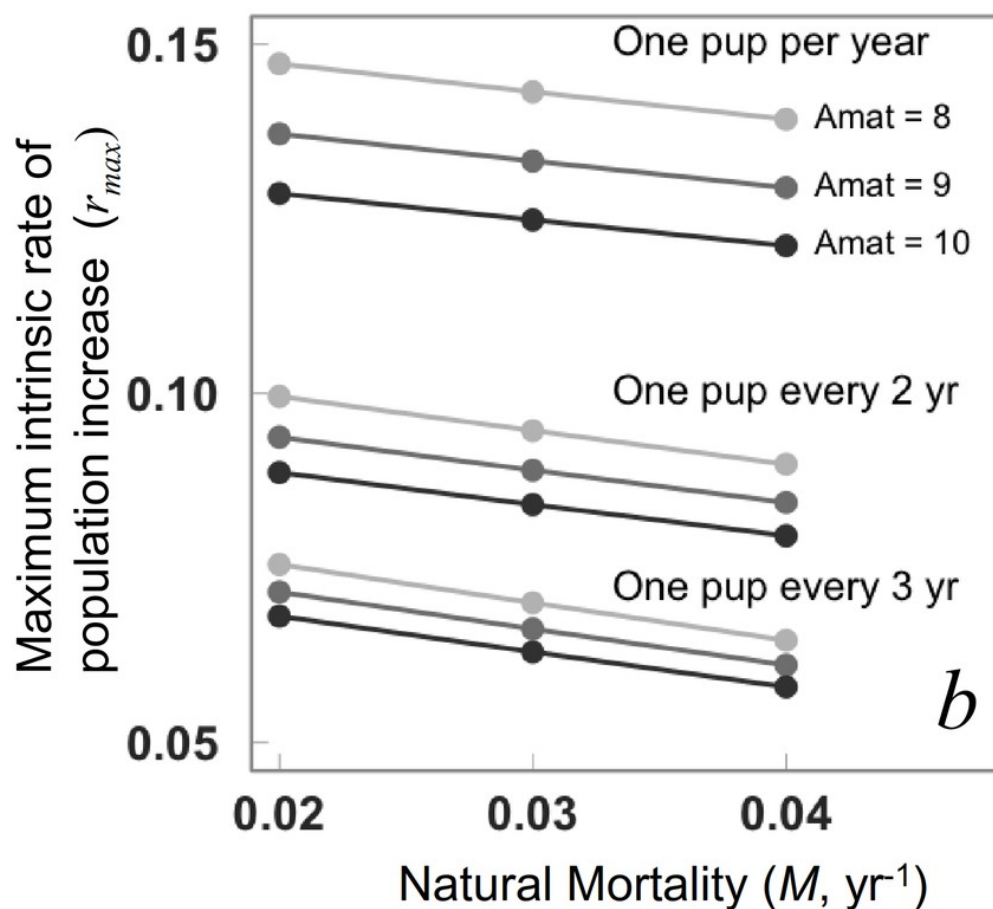 Maximum intrinsic rate of
population increase (r_max)
0.15
0.10
0.05
One pup per year
Amat = 8
Amat = 9
Amat = 10
One pup every 2 yr
One pup every 3 yr
b
0.02 0.03 0.04
Natural Mortality (M, yr⁻¹)